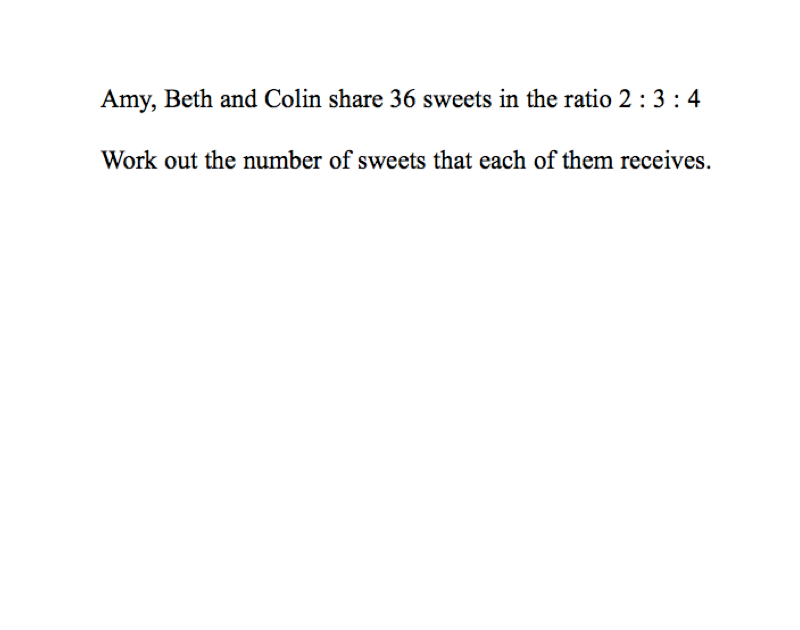 Amy, Beth and Colin share 36 sweets in the ratio 2 : 3 : 4
Work out the number of sweets that each of them receives.